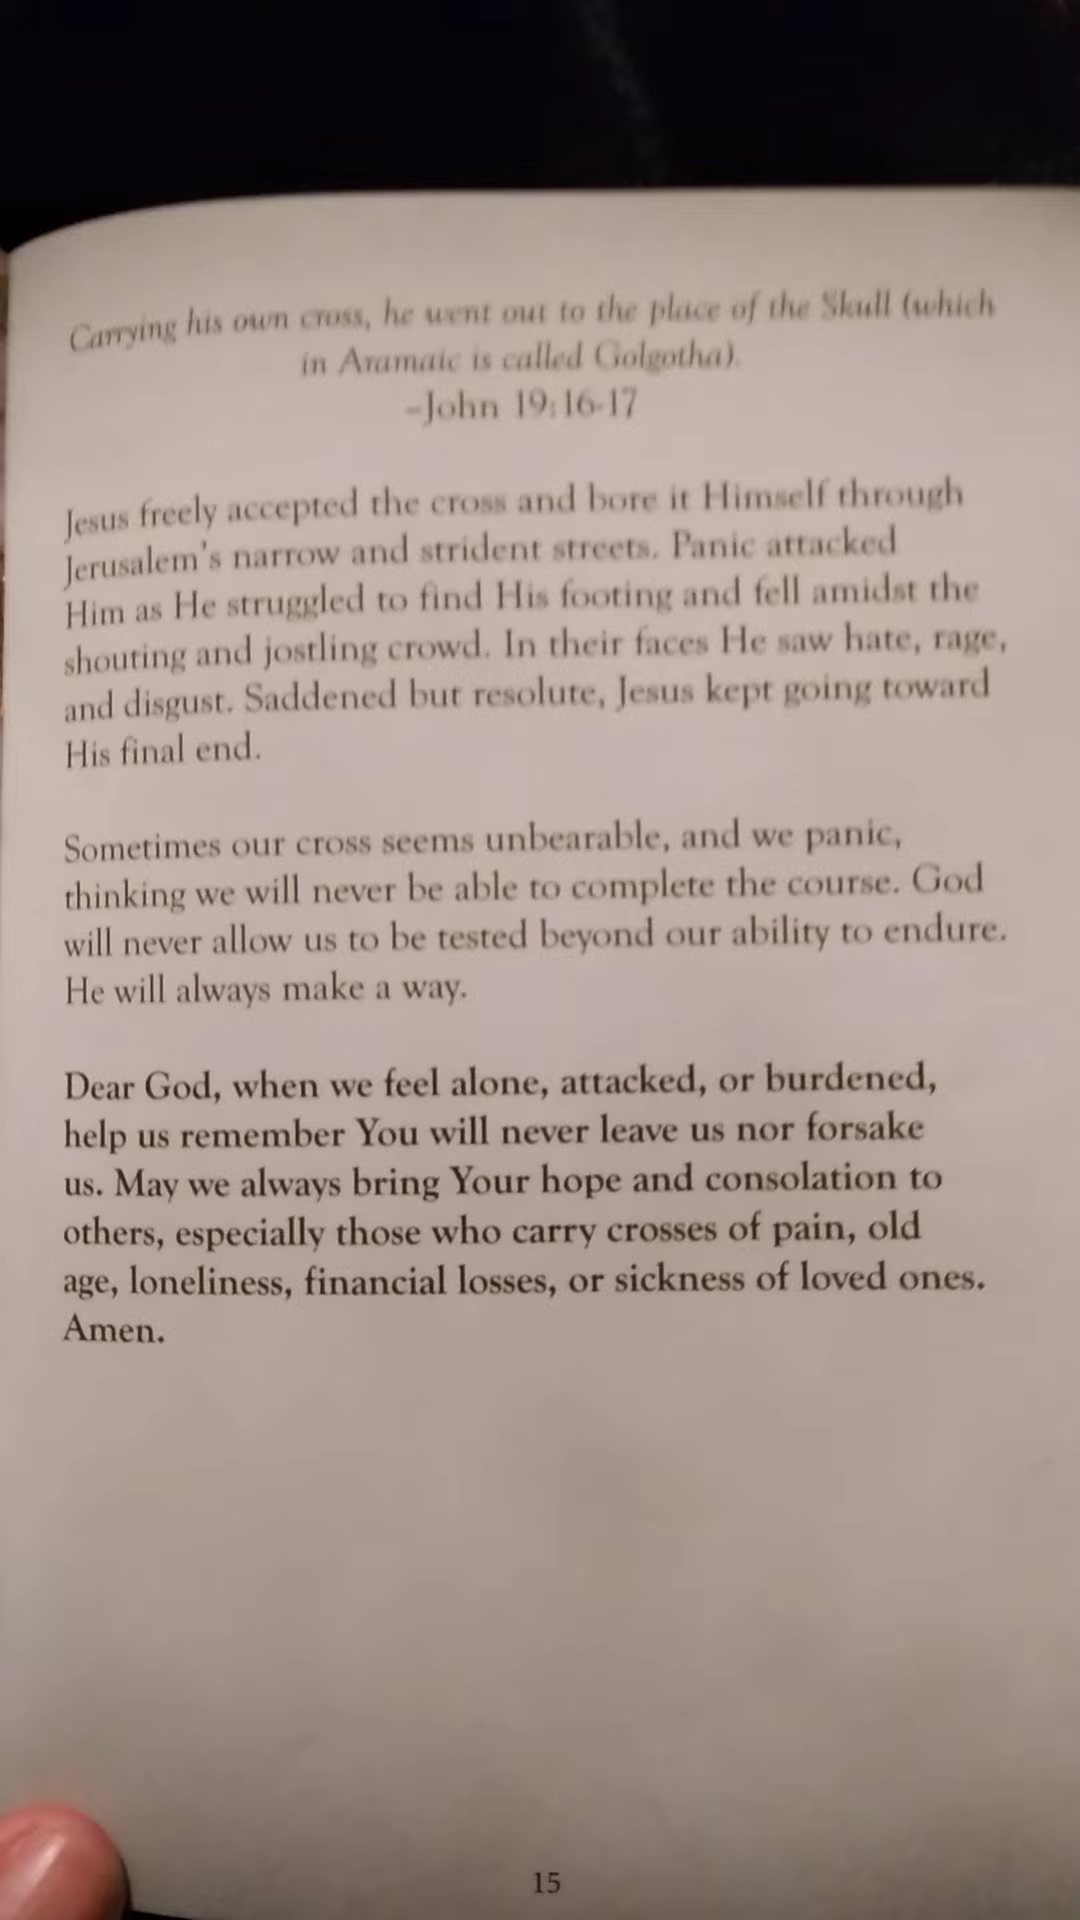 Carrying his own cross, he went out to the place of the Skull (which
in Aramaic is called Golgotha).
–John 19:16-17
Jesus freely accepted the cross and bore it Himself through
Jerusalem's narrow and strident streets. Panic attacked
Him as He struggled to find His footing and fell amidst the
shouting and jostling crowd. In their faces He saw hate, rage,
and disgust. Saddened but resolute, Jesus kept going toward
His final end.
Sometimes our cross seems unbearable, and we panic,
thinking we will never be able to complete the course. God
will never allow us to be tested beyond our ability to endure.
He will always make a way.
Dear God, when we feel alone, attacked, or burdened,
help us remember You will never leave us nor forsake
us. May we always bring Your hope and consolation to
others, especially those who carry crosses of pain, old
age, loneliness, financial losses, or sickness of loved ones.
Amen.
15